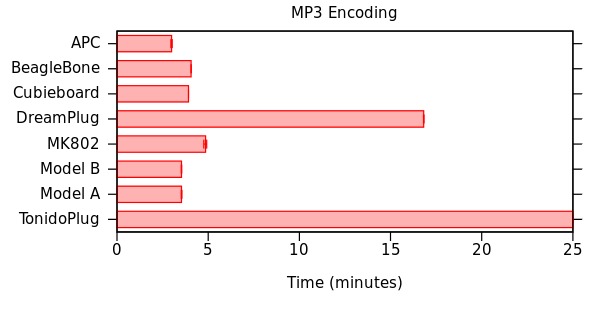 MP3 Encoding
APC
BeagleBone
Cubieboard
DreamPlug
MK802
Model B
Model A
TonidoPlug
0 5 10 15 20 25
Time (minutes)